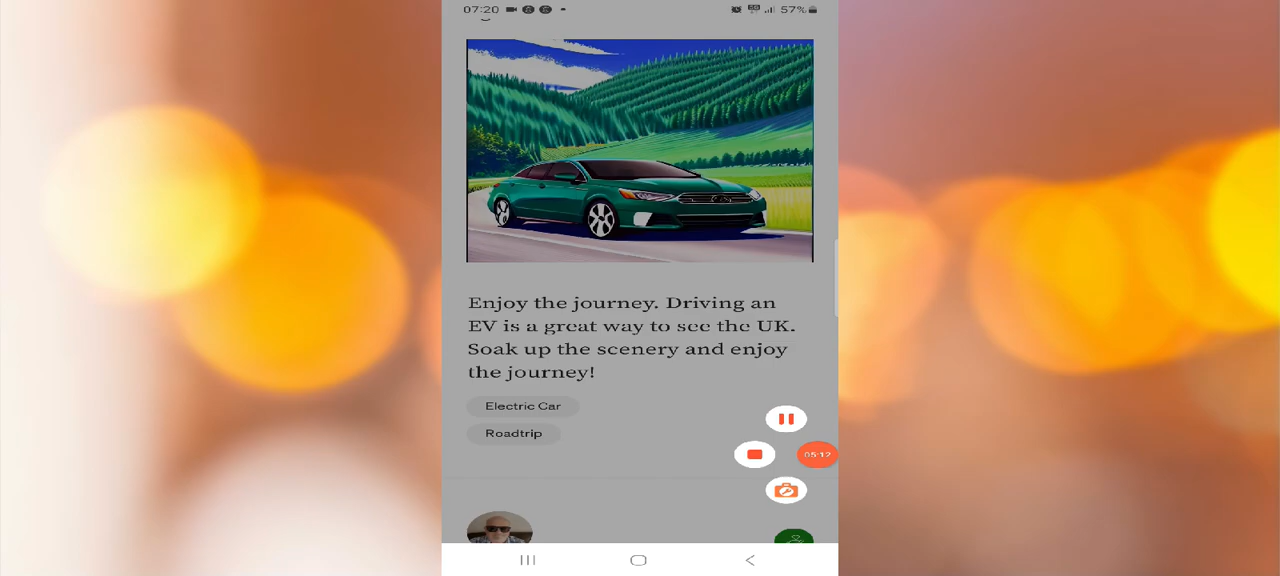 07:20
57%
Enjoy the journey. Driving an
EV is a great way to see the UK.
Soak up the scenery and enjoy
the journey!
Electric Car
Roadtrip
05:12